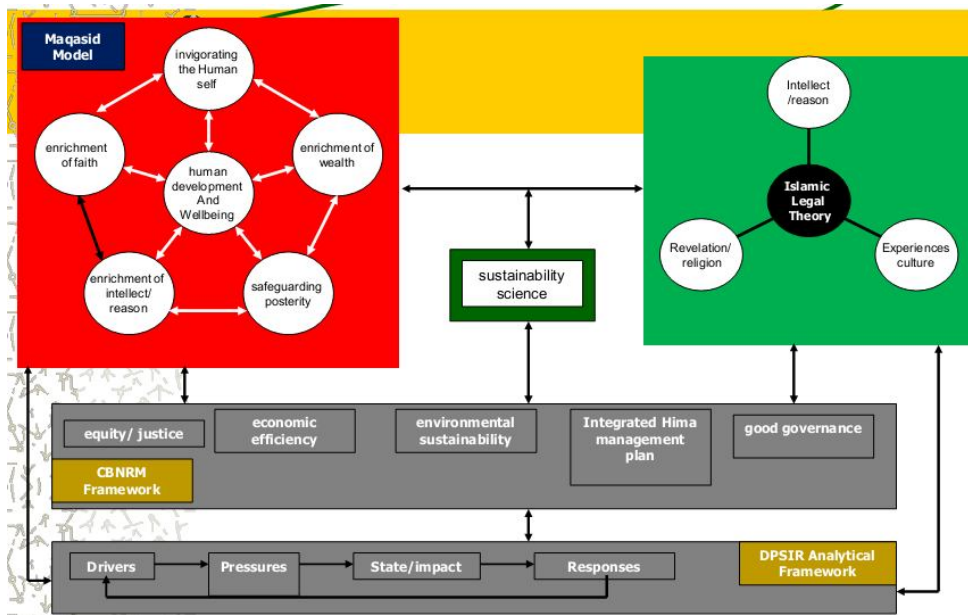 Maqasid
Model
invigorating
the Human
self
enrichment
of faith
enrichment of
wealth
human
development
And
Wellbeing
enrichment
of intellect/
reason
safeguarding
posterity
Intellect
/reason
Islamic
Legal
Theory
Revelation/
religion
Experiences
culture
sustainability
science
equity/ justice
economic
efficiency
environmental
sustainability
Integrated Hima
management
plan
good governance
CBNRM
Framework
DPSIR Analytical
Framework
Drivers
Pressures
State/impact
Responses